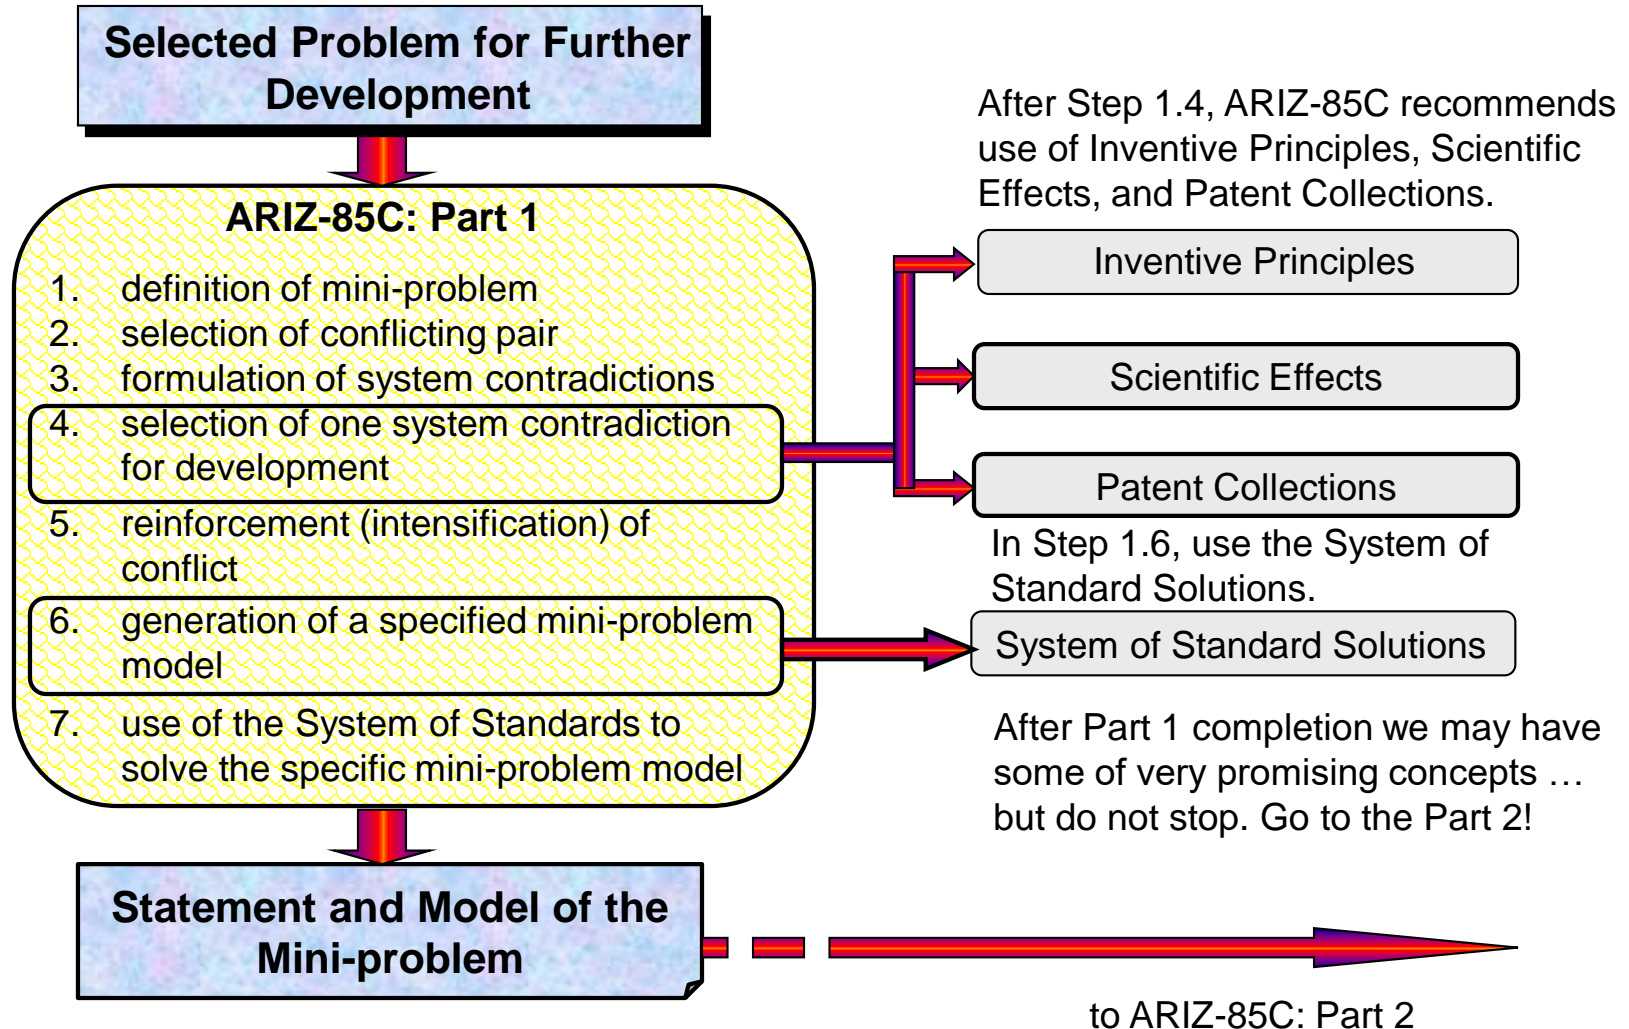 Selected Problem for Further
Development
ARIZ-85C: Part 1
1. definition of mini-problem
2. selection of conflicting pair
3. formulation of system contradictions
4. selection of one system contradiction
for development
5. reinforcement (intensification) of
conflict
6. generation of a specified mini-problem
model
7. use of the System of Standards to
solve the specific mini-problem model
Statement and Model of the
Mini-problem
After Step 1.4, ARIZ-85C recommends
use of Inventive Principles, Scientific
Effects, and Patent Collections.
Inventive Principles
Scientific Effects
Patent Collections
In Step 1.6, use the System of
Standard Solutions.
System of Standard Solutions
After Part 1 completion we may have
some of very promising concepts …
but do not stop. Go to the Part 2!
to ARIZ-85C: Part 2